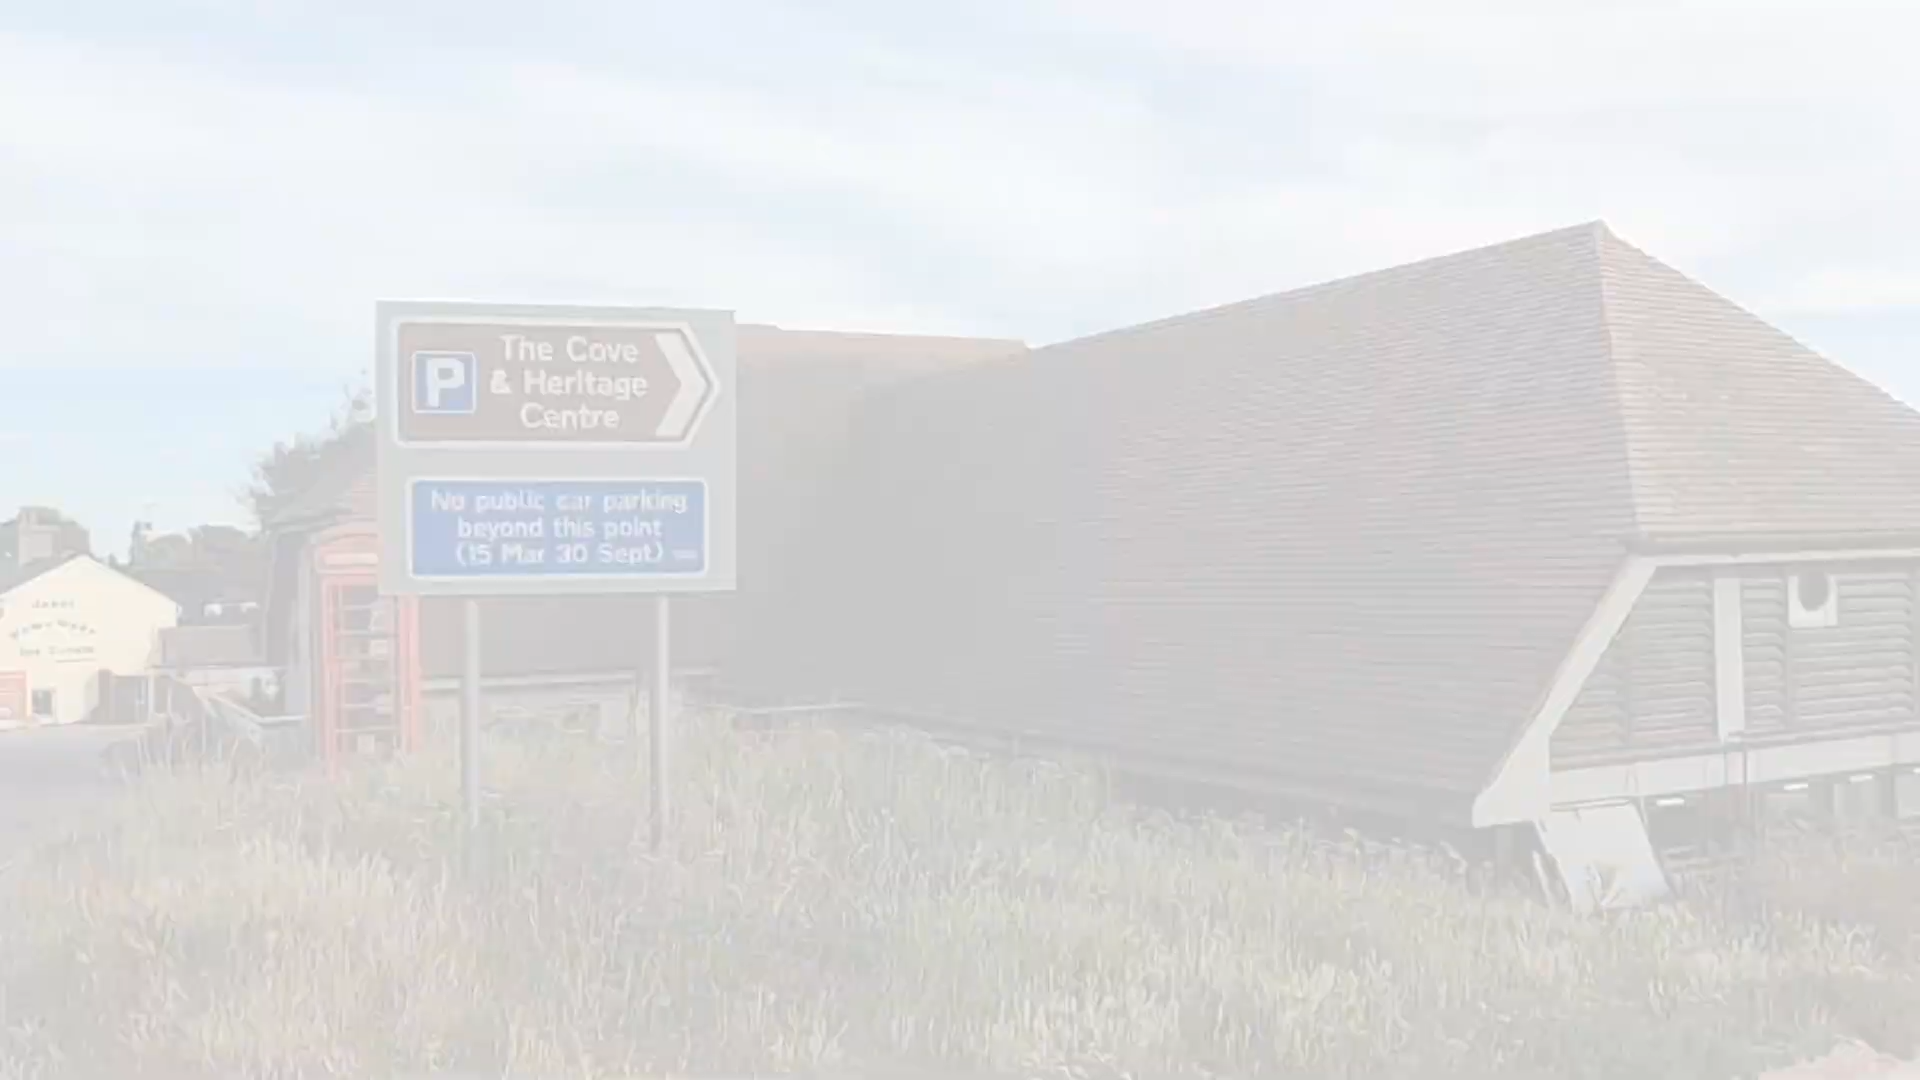 P
The Cove
& Heritage
Centre
No public car parking
beyond this point
(15 Mar 30 Sept)